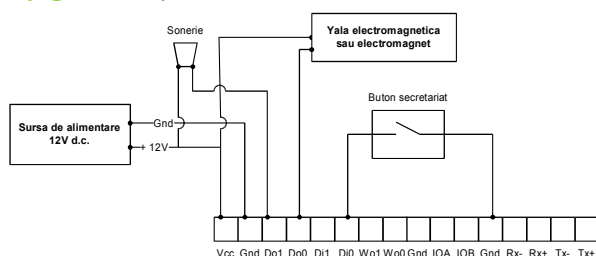 Sonerie
Yala electromagnetica
sau electromagnet
Buton secretariat
Sursa de alimentare
12V d.c.
Gnd
+ 12V
Vcc Gnd Do1 Do0 Di1 Di0 Wo1 Wo0 Gnd IOA IOB Gnd Rx- Rx+ Tx- Tx+